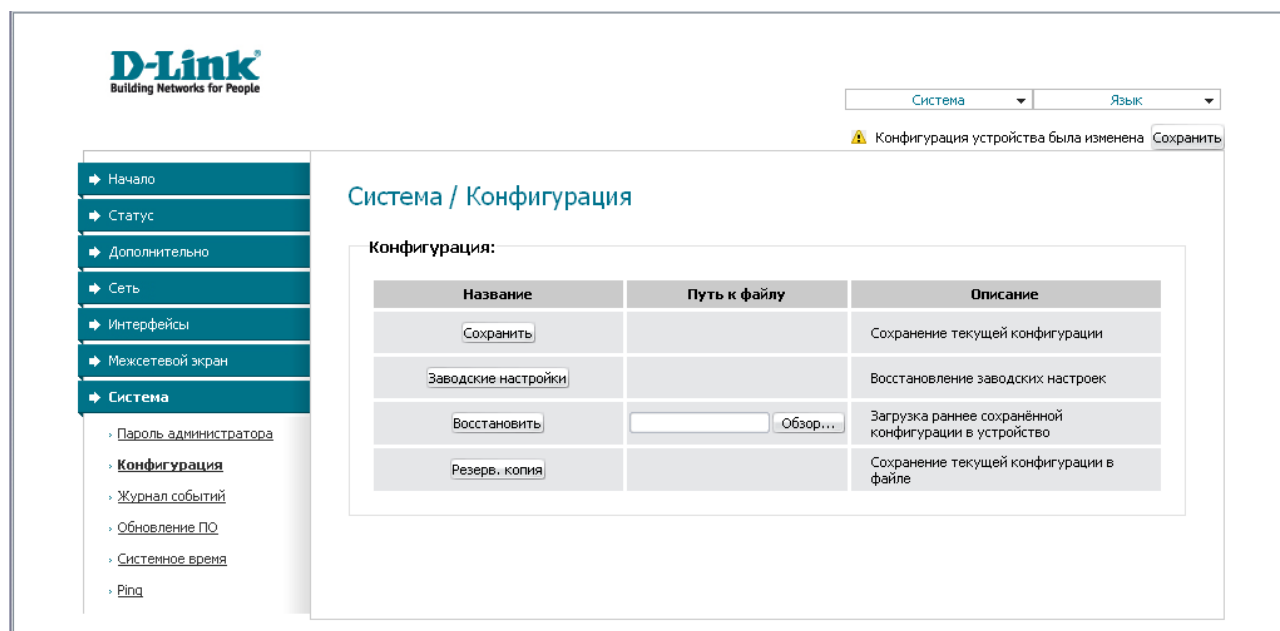 D-Link
Building Networks for People
Система Язык
Конфигурация устройства была изменена Сохранить
Начало
Статус
Дополнительно
Сеть
Интерфейсы
Межсетевой экран
Система
Пароль администратора
Конфигурация
Журнал событий
Обновление ПО
Системное время
Ping
Система / Конфигурация
Конфигурация:
Название Путь к файлу Описание
Сохранить Сохранение текущей конфигурации
Заводские настройки Восстановление заводских настроек
Восстановить Обзор... Загрузка раннее сохранённой
конфигурации в устройство
Резерв. копия Сохранение текущей конфигурации в
файле